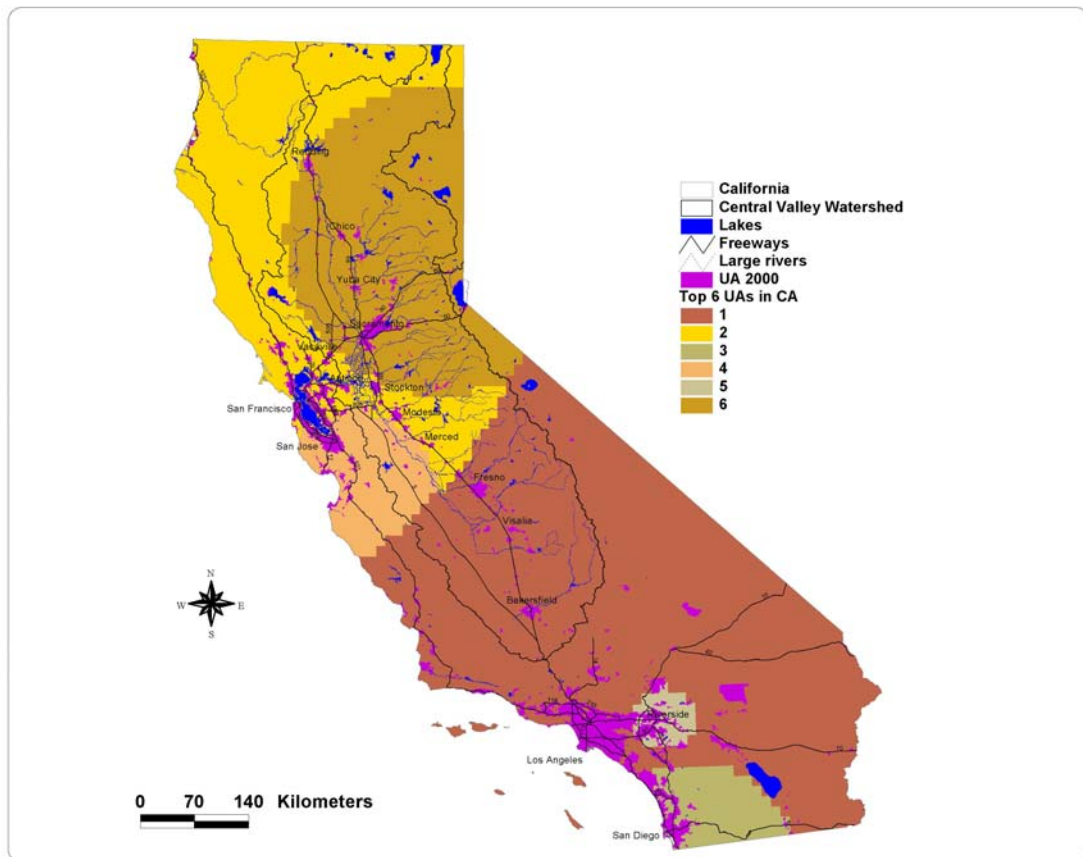 California
Central Valley Watershed
Lakes
Freeways
Large rivers
UA 2000
Top 6 UAs in CA
1
2
3
4
5
6
Redding
Chico
Yuba City
Sacramento
Vacaville
Stockton
San Francisco
Modesto
Merced
San Jose
Fresno
Visalia
N
W
E
S
Bakersfield
Riverside
Los Angeles
San Diego
0 70 140 Kilometers